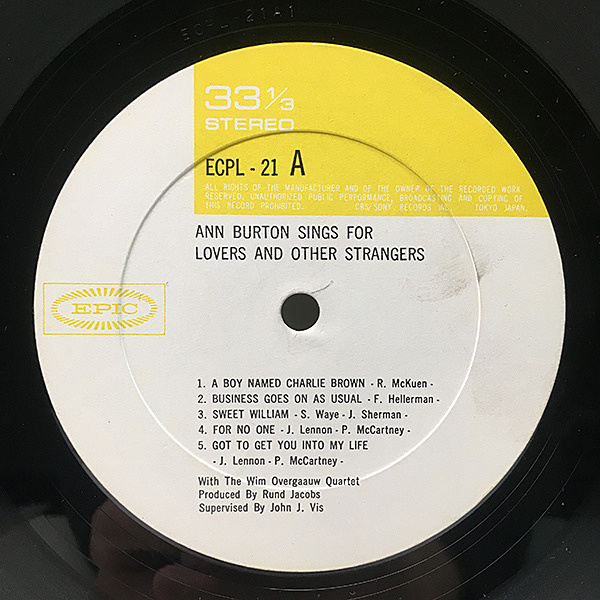 ECPL - 21A1
33 1/3
STEREO
ECPL - 21 A
ALL RIGHTS OF THE MANUFACTURER AND OF THE OWNER OF THE RECORDED WORK
RESERVED. UNAUTHORIZED PUBLIC PERFORMANCE, BROADCASTING AND COPYING OF
THIS RECORD PROHIBITED. CBS/SONY RECORDS INC. TOKYO JAPAN.
ANN BURTON SINGS FOR
LOVERS AND OTHER STRANGERS
EPIC
1. A BOY NAMED CHARLIE BROWN - R. McKuen -
2. BUSINESS GOES ON AS USUAL - F. Hellerman -
3. SWEET WILLIAM - S. Waye - J. Sherman -
4. FOR NO ONE - J. Lennon - P. McCartney -
5. GOT TO GET YOU INTO MY LIFE
- J. Lennon - P. McCartney -
With The Wim Overgaauw Quartet
Produced By Rund Jacobs
Supervised By John J. Vis